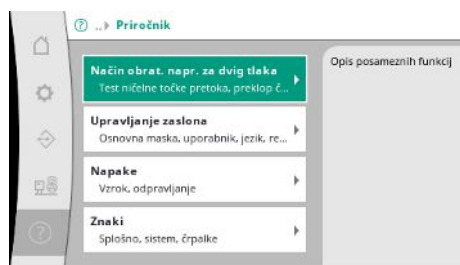 ..▸ Priročnik
Način obrat. napr. za dvig tlaka
Test ničelne točke pretoka, preklop č...
Opis posameznih funkcij
Upravljanje zaslona
Osnovna maska, uporabnik, jezik, re...
Napake
Vzrok, odpravljanje
Znaki
Splošno, sistem, črpalke